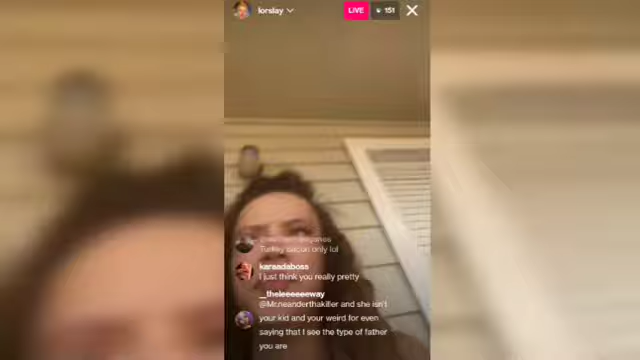 lorslay
LIVE
151
Turkey bacon only lol
karaadaboss
I just think you really pretty
__theleeeeeeway
@Mr.neanderthakiller and she isn't
your kid and your weird for even
saying that I see the type of father
you are